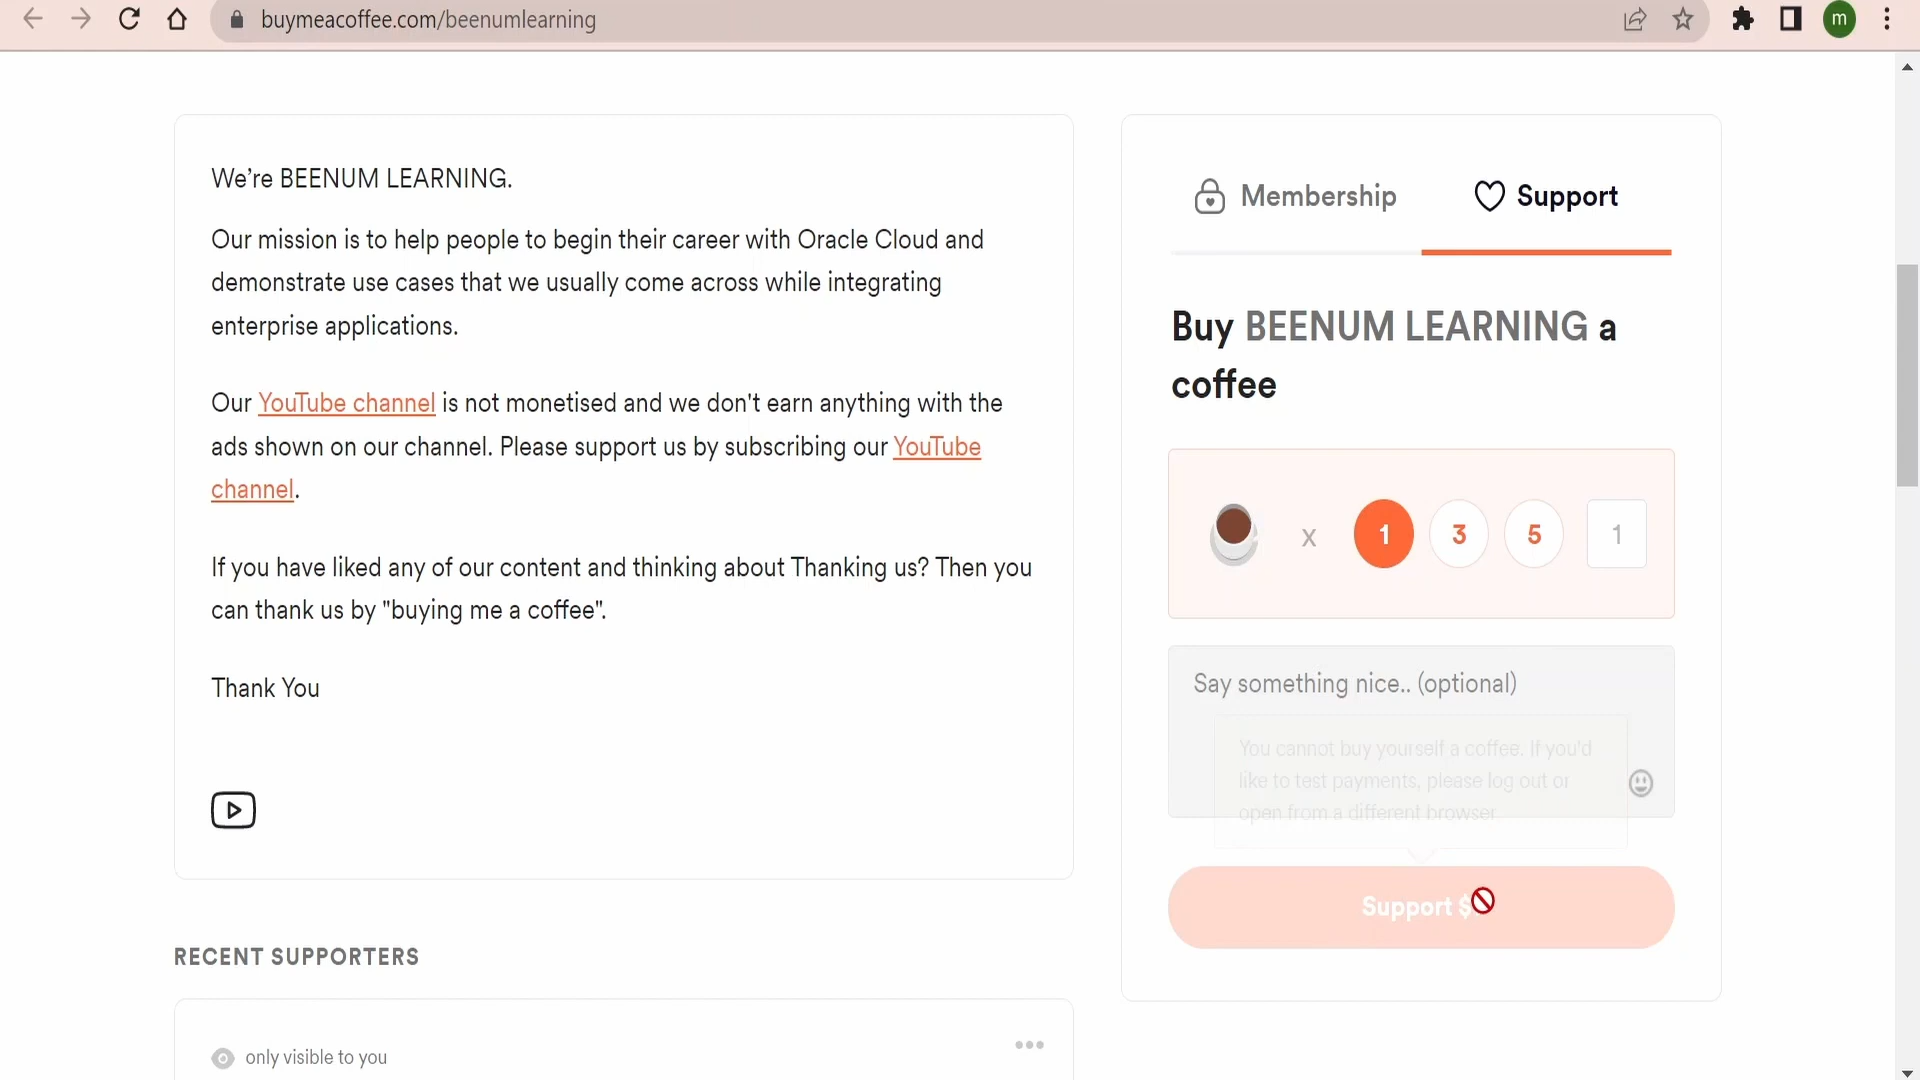 buymeacoffee.com/beenumlearning
m
We’re BEENUM LEARNING.
Our mission is to help people to begin their career with Oracle Cloud and
demonstrate use cases that we usually come across while integrating
enterprise applications.
Our YouTube channel is not monetised and we don't earn anything with the
ads shown on our channel. Please support us by subscribing our YouTube
channel.
If you have liked any of our content and thinking about Thanking us? Then you
can thank us by "buying me a coffee".
Thank You
RECENT SUPPORTERS
only visible to you
Membership
Support
Buy BEENUM LEARNING a
coffee
x 1 3 5 1
Say something nice.. (optional)
You cannot buy yourself a coffee. If you'd
like to test payments, please log out or
open from a different browser.
Support $